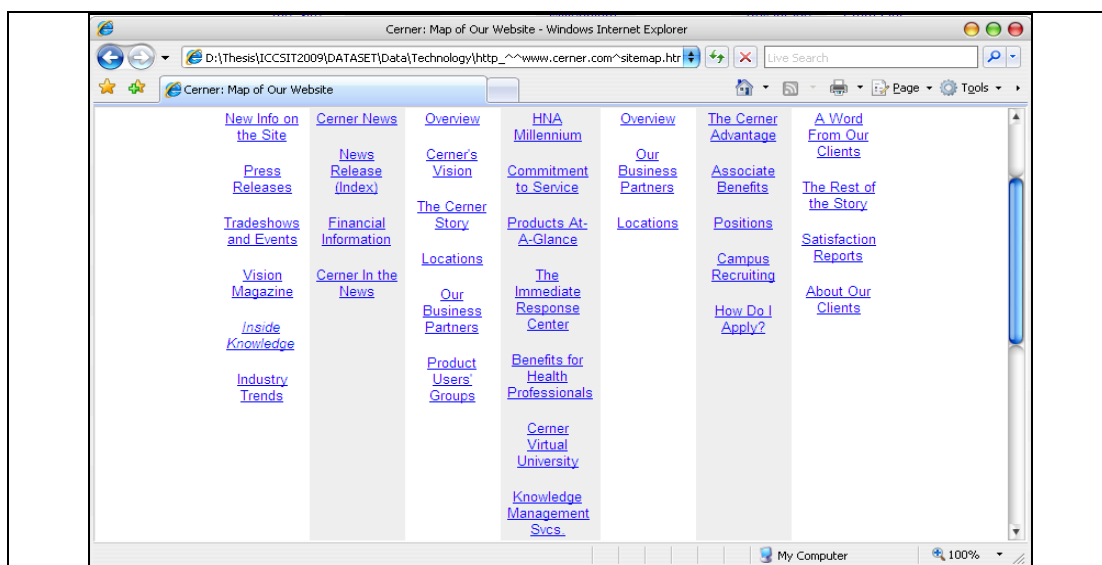 Cerner: Map of Our Website - Windows Internet Explorer
D:\Thesis\ICCSIT2009\DATASET\Data\Technology\http_^^www.cerner.com^sitemap.htr
Live Search
Cerner: Map of Our Website
Page
Tools
New Info on
the Site
Press
Releases
Tradeshows
and Events
Vision
Magazine
Inside
Knowledge
Industry
Trends
Cerner News
News
Release
(Index)
Financial
Information
Cerner In the
News
Overview
Cerner's
Vision
The Cerner
Story
Locations
Our
Business
Partners
Product
Users'
Groups
HNA
Millennium
Commitment
to Service
Products At-
A-Glance
The
Immediate
Response
Center
Benefits for
Health
Professionals
Cerner
Virtual
University
Knowledge
Management
Svcs.
Overview
Our
Business
Partners
Locations
The Cerner
Advantage
Associate
Benefits
Positions
Campus
Recruiting
How Do I
Apply?
A Word
From Our
Clients
The Rest of
the Story
Satisfaction
Reports
About Our
Clients
My Computer
100%